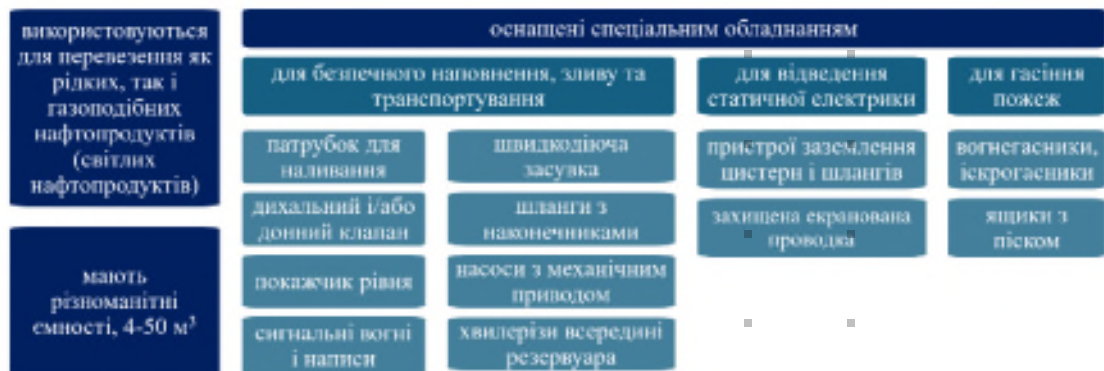 використовуються
для перевезення як
рідких, так і
газоподібних
нафтопродуктів
(світлих
нафтопродуктів)
мають
різноманітні
ємності, 4-50 м³
оснащені спеціальним обладнанням
для безпечного наповнення, зливу та
транспортування
патрубок для
наливання
дихальний і/або
донний клапан
покажчик рівня
сигнальні вогні
і написи
швидкодіюча
засувка
шланги з
наконечниками
насоси з механічним
приводом
хвилерізи всередині
резервуара
для відведення
статичної електрики
пристрої заземлення
цистерн і шлангів
захищена екранована
проводка
для гасіння
пожеж
вогнегасники,
іскрогасники
ящики з
піском